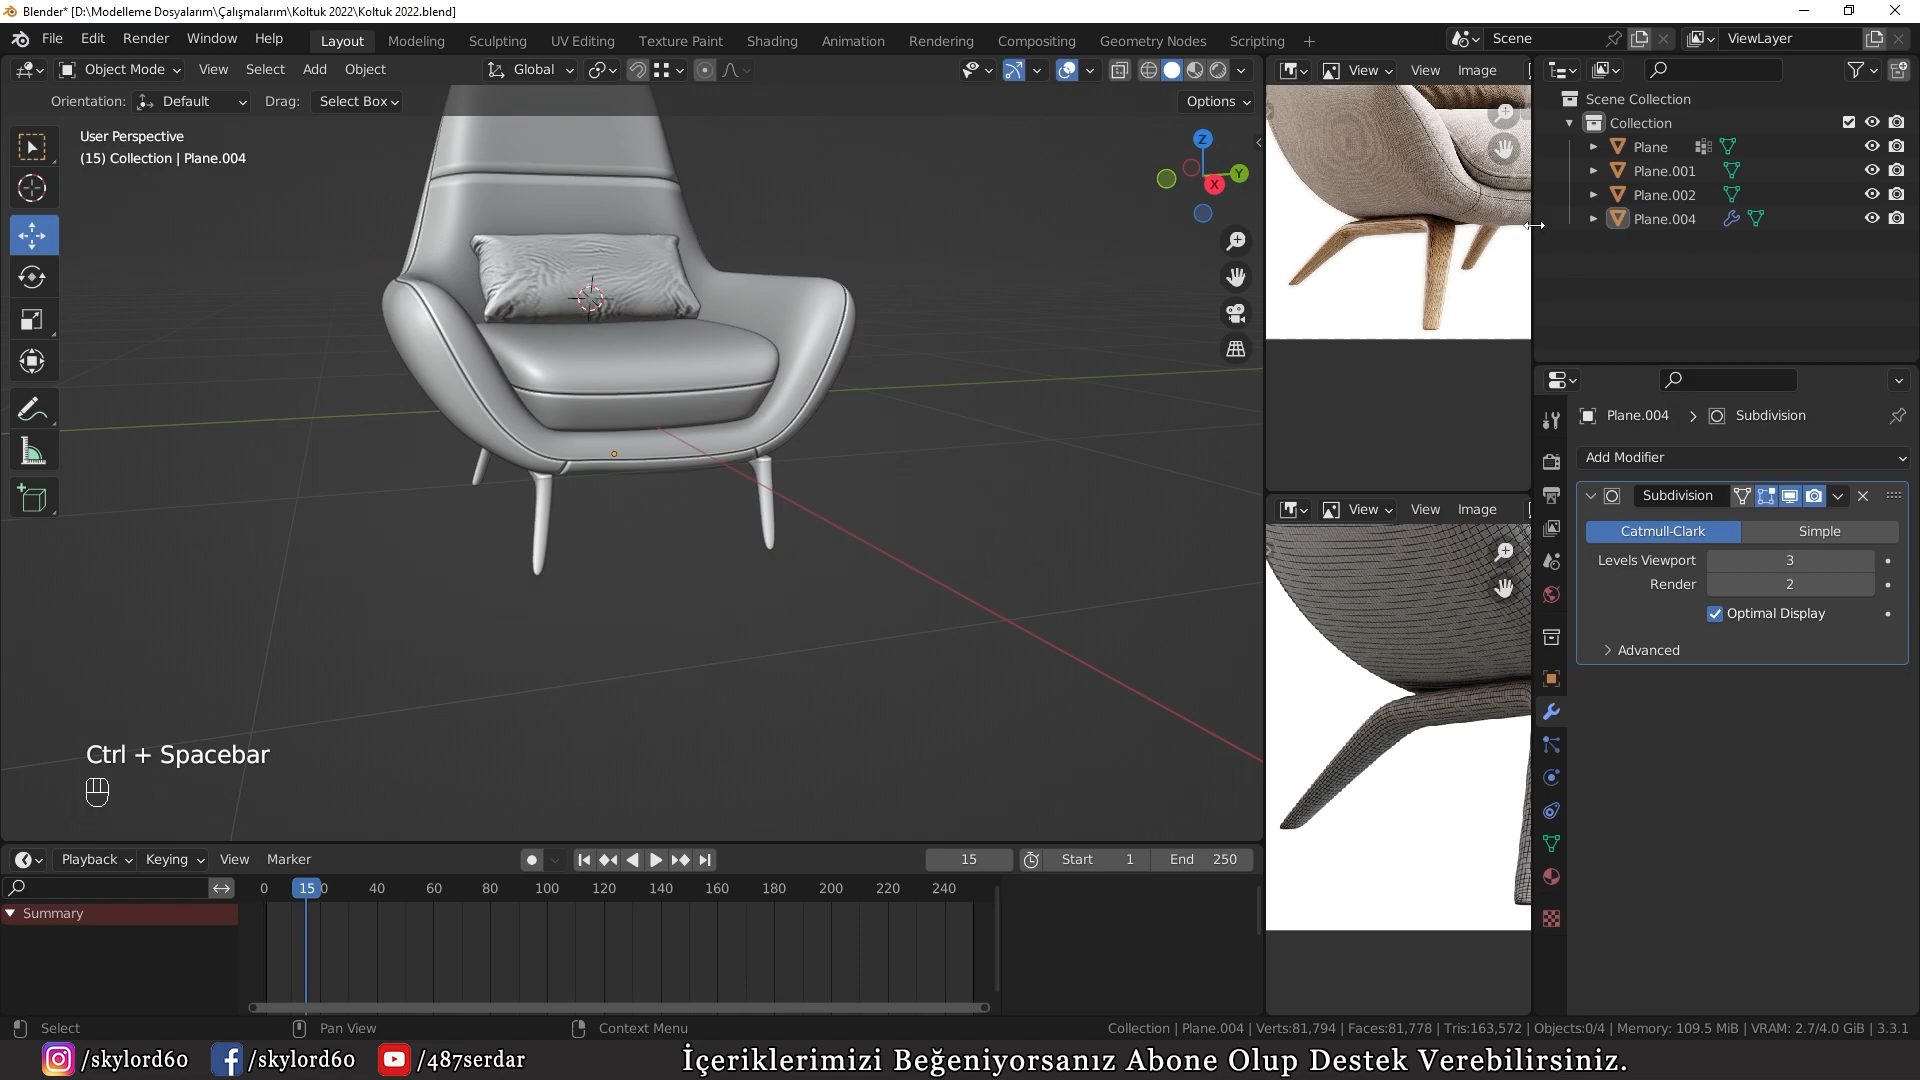 Blender* [D:\Modelleme Dosyalarım\Çalışmalarım\Koltuk 2022\Koltuk 2022.blend]
File Edit Render Window Help Layout Modeling Sculpting UV Editing Texture Paint Shading Animation Rendering Compositing Geometry Nodes Scripting Scene ViewLayer
Object Mode View Select Add Object Global View View Image
Orientation: Default Drag: Select Box Options
User Perspective
(15) Collection | Plane.004
Z
Y
X
Scene Collection
Collection
Plane
Plane.001
Plane.002
Plane.004
View View Image
Plane.004 Subdivision
Add Modifier
Subdivision
Catmull-Clark Simple
Levels Viewport 3
Render 2
Optimal Display
Advanced
Ctrl + Spacebar
Playback Keying View Marker 15 Start 1 End 250
0 15 40 60 80 100 120 140 160 180 200 220 240
Summary
Select Pan View Context Menu Collection | Plane.004 | Verts:81,794 | Faces:81,778 | Tris:163,572 | Objects:0/4 | Memory: 109.5 MiB | VRAM: 2.7/4.0 GiB | 3.3.1
/skylord60 /skylord60 /487serdar İçeriklerimizi Beğeniyorsanız Abone Olup Destek Verebilirsiniz.